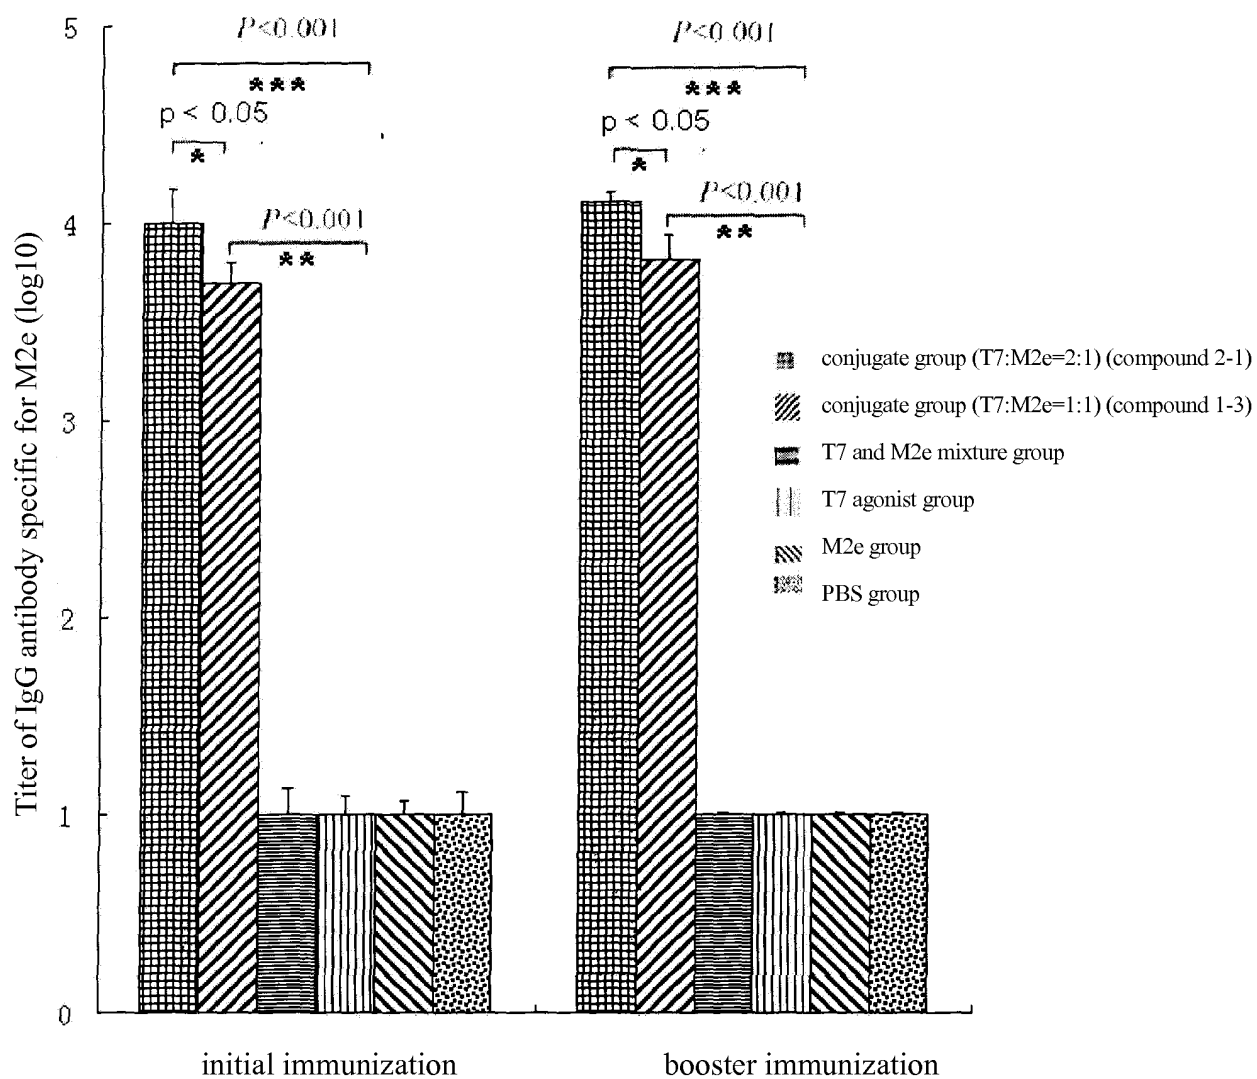 5
P<0.001
P<0.001
***
***
p < 0.05
p < 0.05
*
*
P<0.001
P<0.001
4
**
**
conjugate group (T7:M2e=2:1) (compound 2-1)
conjugate group (T7:M2e=1:1) (compound 1-3)
3
T7 and M2e mixture group
T7 agonist group
M2e group
PBS group
2
1
0
Titer of IgG antibody specific for M2e (log10)
initial immunization
booster immunization